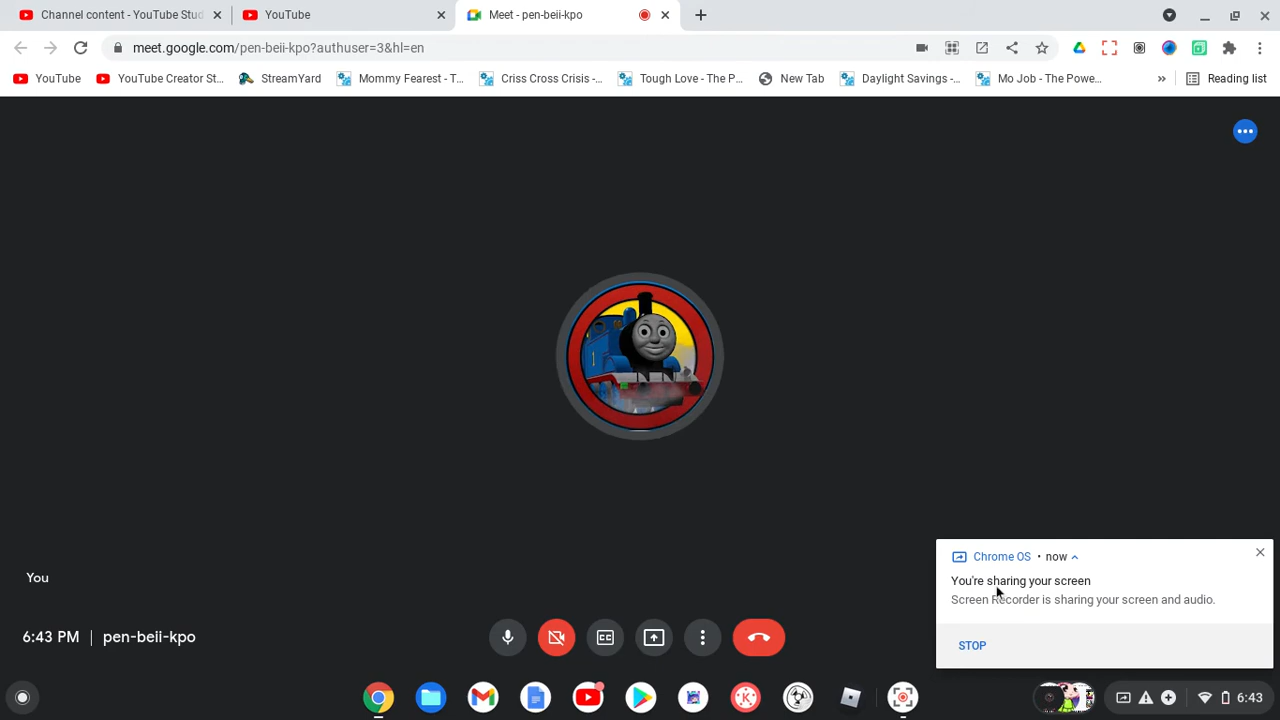 Channel content - YouTube Stud
YouTube
Meet - pen-beii-kpo
meet.google.com/pen-beii-kpo?authuser=3&hl=en
YouTube
YouTube Creator St...
StreamYard
Mommy Fearest - T...
Criss Cross Crisis -...
Tough Love - The P...
New Tab
Daylight Savings -...
Mo Job - The Powe...
»
Reading list
1
You
Chrome OS • now
You're sharing your screen
Screen Recorder is sharing your screen and audio.
STOP
6:43 PM | pen-beii-kpo
CC
6:43